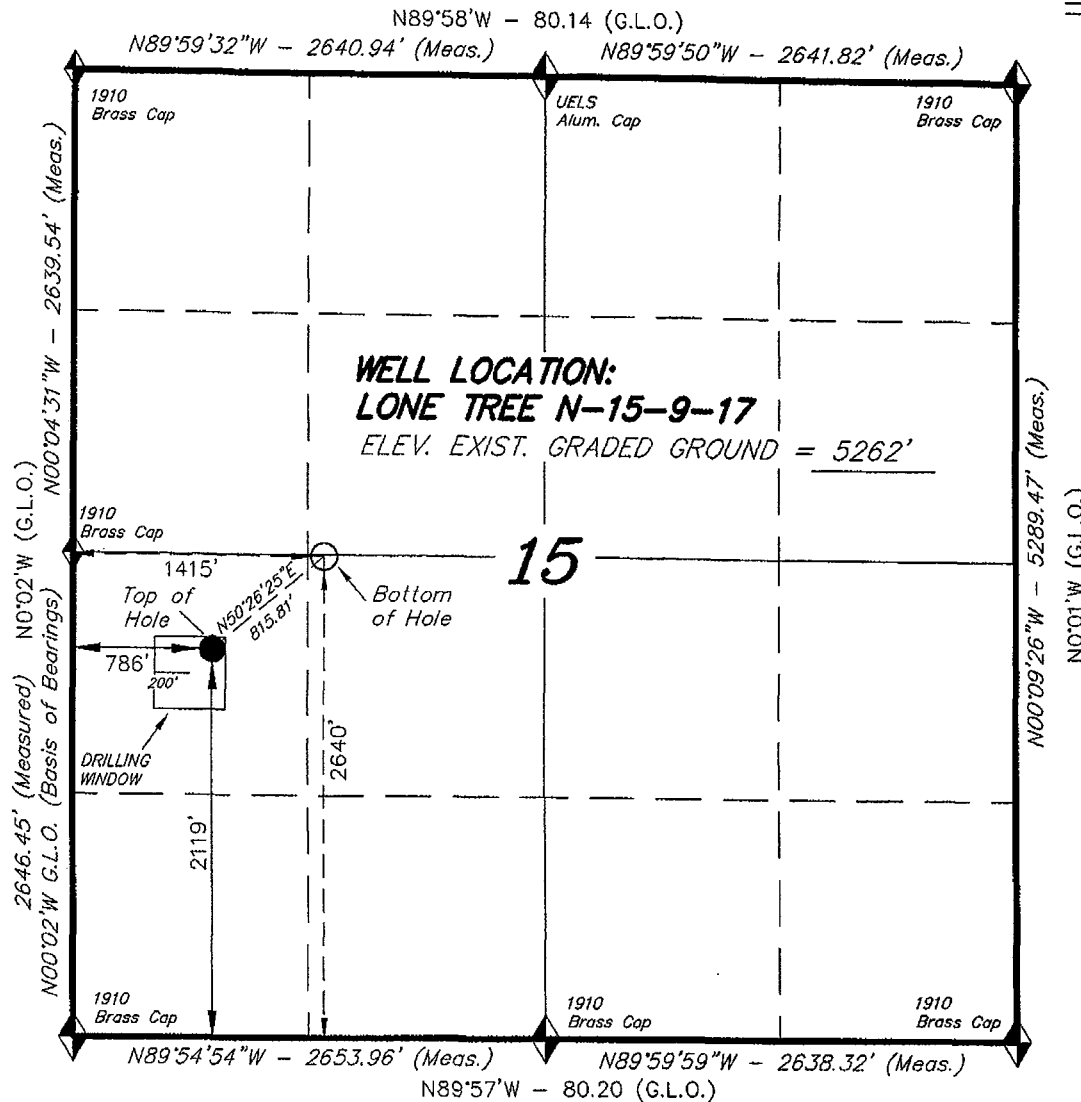 N89°58'W – 80.14 (G.L.O.)
N89°59'32"W – 2640.94' (Meas.)
N89°59'50"W – 2641.82' (Meas.)
1910
Brass Cap
UELS
Alum. Cap
1910
Brass Cap
N00°04'31"W – 2639.54' (Meas.)
WELL LOCATION:
LONE TREE N–15–9–17
ELEV. EXIST. GRADED GROUND = 5262'
N0°02'W (G.L.O.)
1910
Brass Cap
1415'
15
Top of
Hole
N50°26'25"E
815.81'
Bottom
of Hole
786'
200'
DRILLING
WINDOW
2640'
2119'
2646.45' (Measured)
N00°02'W G.L.O. (Basis of Bearings)
N00°09'26"W – 5289.47' (Meas.)
N0°01'W (G.L.O.)
1910
Brass Cap
1910
Brass Cap
1910
Brass Cap
N89°54'54"W – 2653.96' (Meas.)
N89°59'59"W – 2638.32' (Meas.)
N89°57'W – 80.20 (G.L.O.)